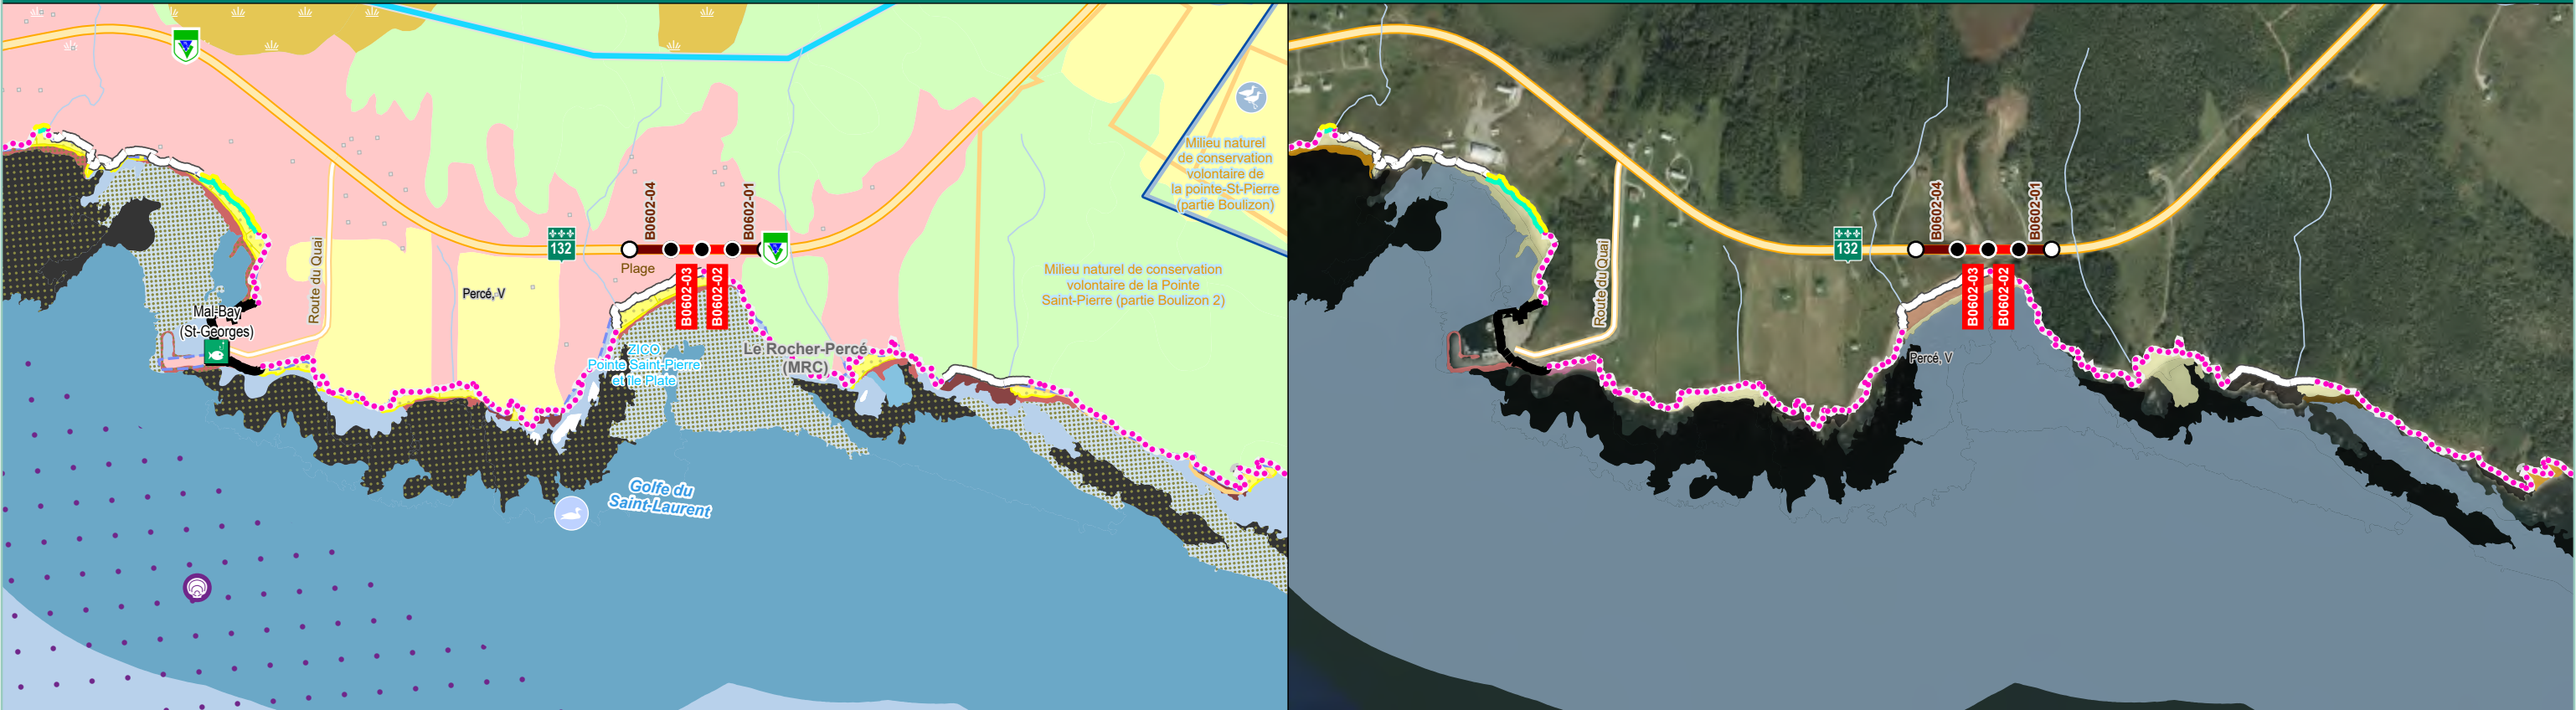 Milieu naturel
de conservation
volontaire de
la pointe-St-Pierre
(partie Boulizon)
B0602-04
B0602-01
132
Plage
Milieu naturel de conservation
volontaire de la Pointe
Saint-Pierre (partie Boulizon 2)
Route du Quai
Percé, V
B0602-03
B0602-02
Mal-Bay
(St-Georges)
ZICO
Pointe Saint-Pierre
et Île Plate
Le Rocher-Percé
(MRC)
Golfe du
Saint-Laurent
B0602-04
B0602-01
132
Route du Quai
B0602-03
B0602-02
Percé, V